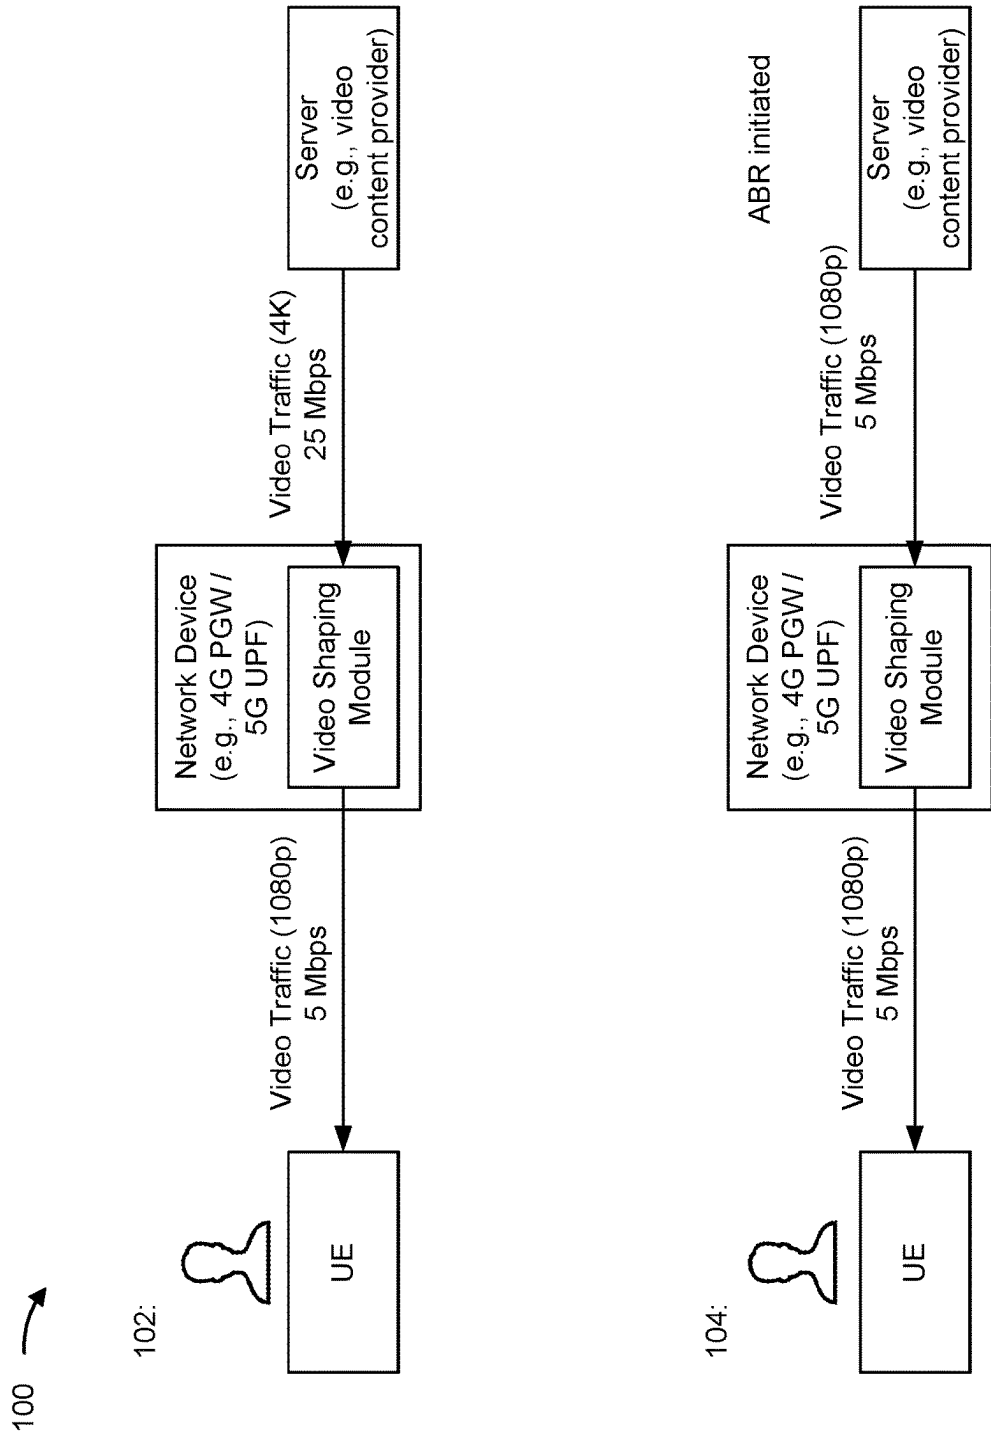 100
102:
UE
Video Traffic (1080p)
5 Mbps
Network Device
(e.g., 4G PGW /
5G UPF)
Video Shaping
Module
Video Traffic (4K)
25 Mbps
Server
(e.g., video
content provider)
104:
UE
Video Traffic (1080p)
5 Mbps
Network Device
(e.g., 4G PGW /
5G UPF)
Video Shaping
Module
Video Traffic (1080p)
5 Mbps
ABR initiated
Server
(e.g., video
content provider)